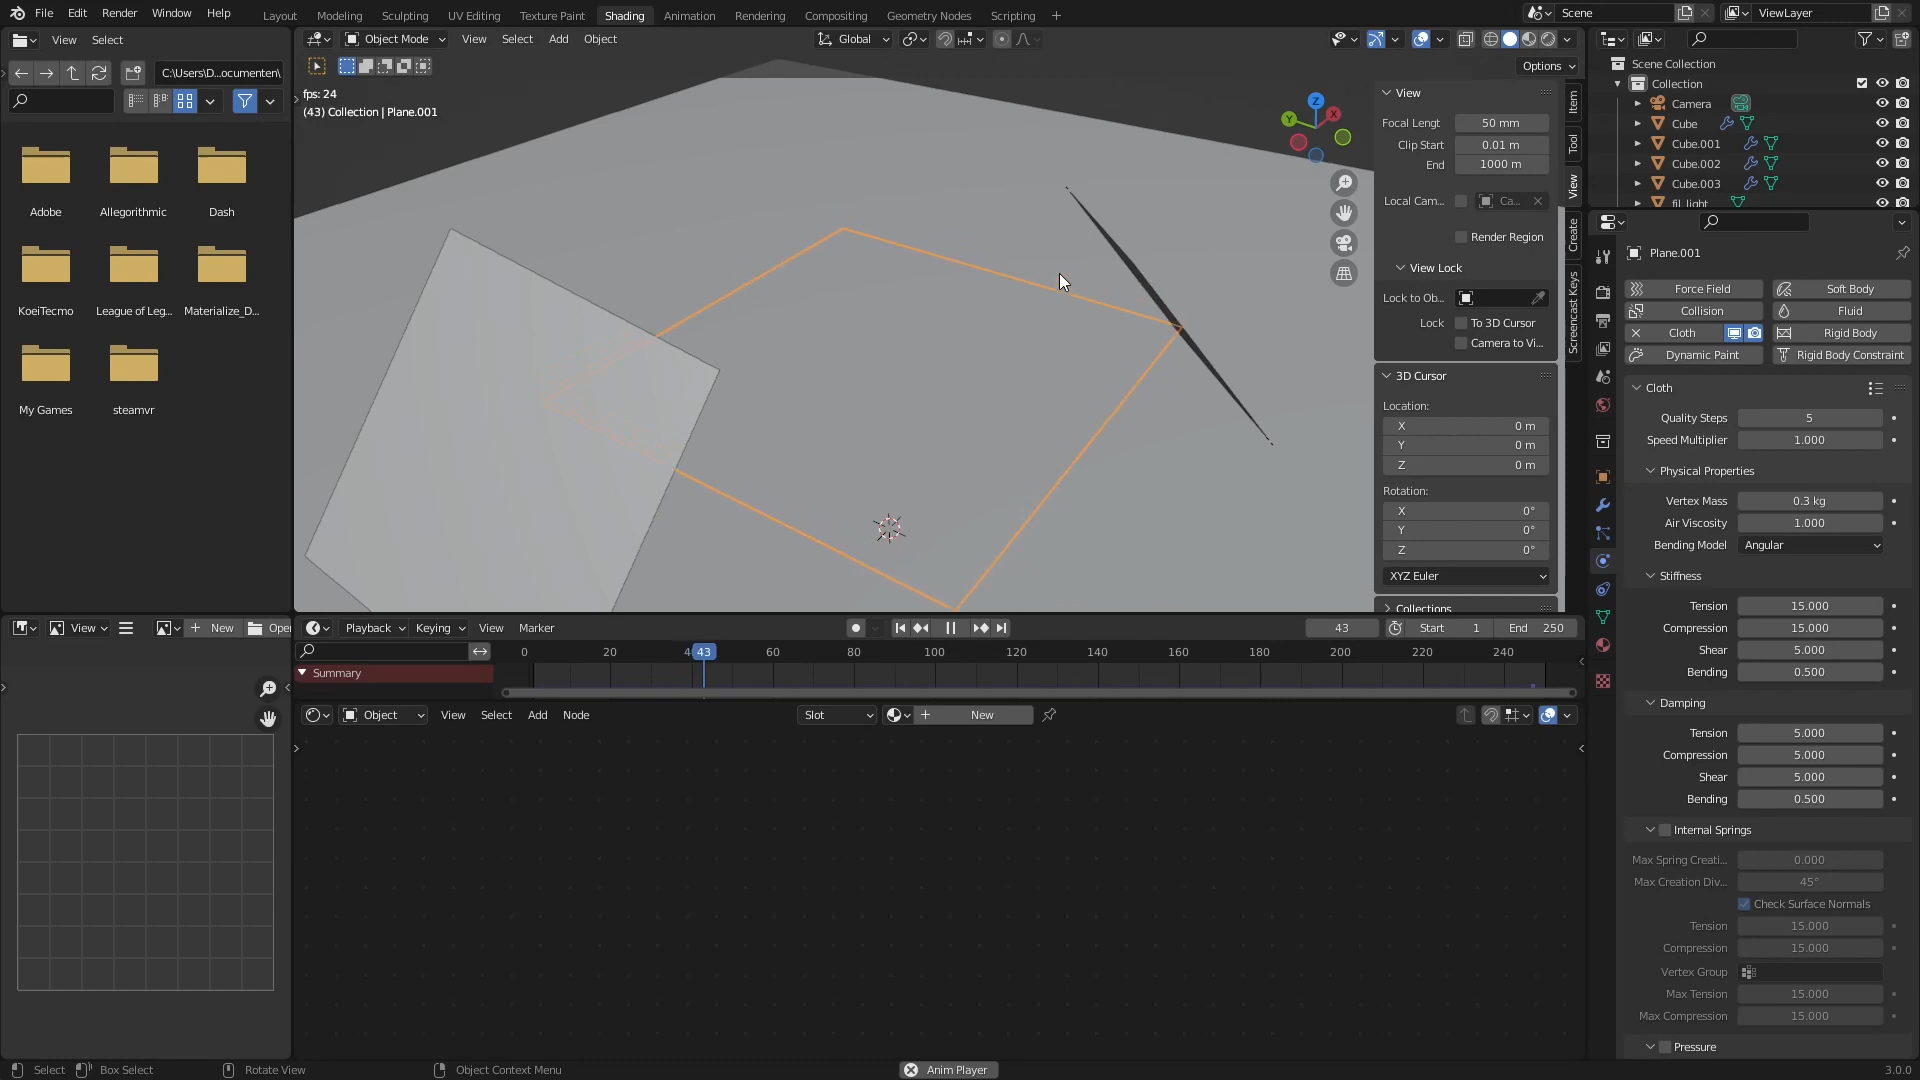 File Edit Render Window Help
Layout Modeling Sculpting UV Editing Texture Paint Shading Animation Rendering Compositing Geometry Nodes Scripting
Scene ViewLayer
View Select
C:\Users\D...ocumenten\
Adobe Allegorithmic Dash
KoeiTecmo League of Leg... Materialize_D...
My Games steamvr
Object Mode View Select Add Object Global
Options
fps: 24
(43) Collection | Plane.001
Z
Y
X
View
Focal Lengt 50 mm
Clip Start 0.01 m
End 1000 m
Local Cam... Ca...
Render Region
View Lock
Lock to Ob...
Lock To 3D Cursor
Camera to Vi...
3D Cursor
Location:
X 0 m
Y 0 m
Z 0 m
Rotation:
X 0°
Y 0°
Z 0°
XYZ Euler
Collections
Item
Tool
View
Create
Screencast Keys
Scene Collection
Collection
Camera
Cube
Cube.001
Cube.002
Cube.003
fil_light
Plane.001
Force Field Soft Body
Collision Fluid
Cloth Rigid Body
Dynamic Paint Rigid Body Constraint
Cloth
Quality Steps 5
Speed Multiplier 1.000
Physical Properties
Vertex Mass 0.3 kg
Air Viscosity 1.000
Bending Model Angular
Stiffness
Tension 15.000
Compression 15.000
Shear 5.000
Bending 0.500
Damping
Tension 5.000
Compression 5.000
Shear 5.000
Bending 0.500
Internal Springs
Max Spring Creati... 0.000
Max Creation Div... 45°
Check Surface Normals
Tension 15.000
Compression 15.000
Vertex Group
Max Tension 15.000
Max Compression 15.000
Pressure
View New Open
Playback Keying View Marker 43 Start 1 End 250
0 20 4 43 60 80 100 120 140 160 180 200 220 240
Summary
Object View Select Add Node Slot New
Select Box Select Rotate View Object Context Menu Anim Player 3.0.0